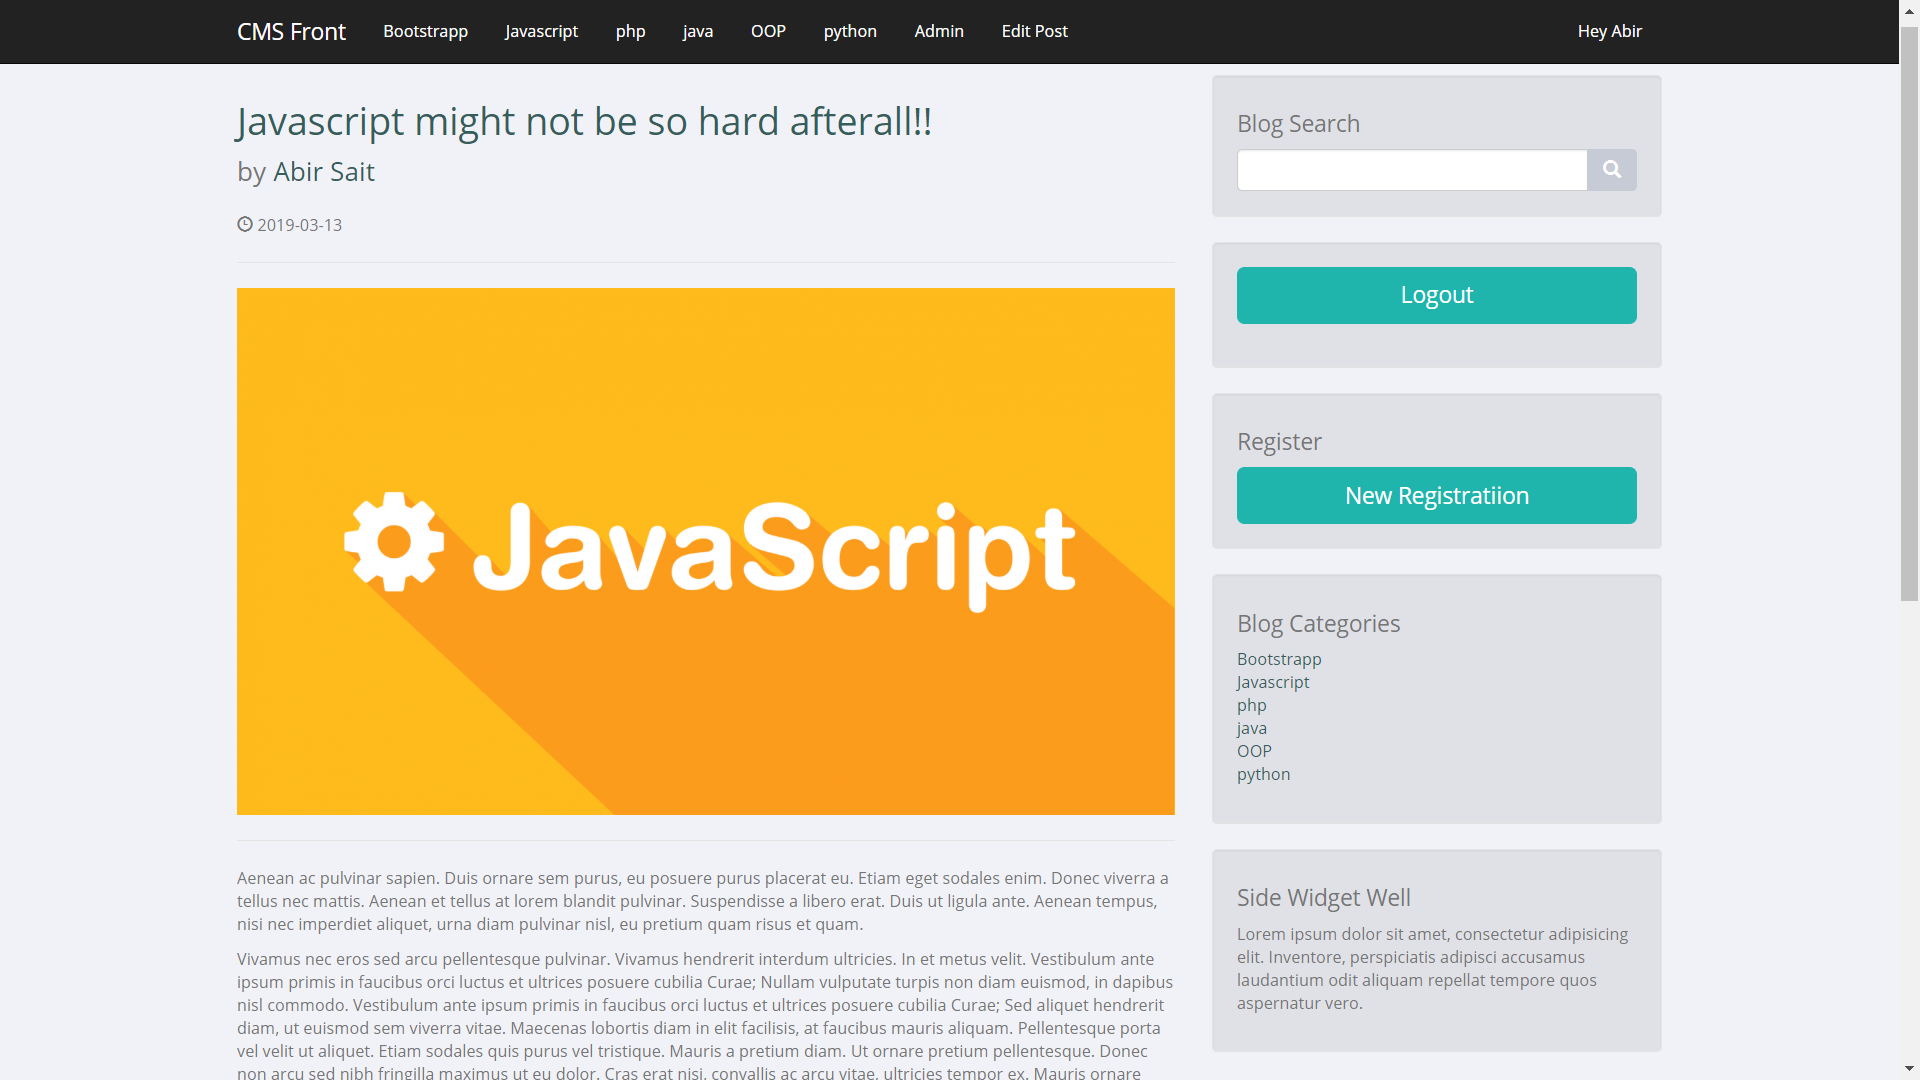 CMS Front Bootstrapp Javascript php java OOP python Admin Edit Post Hey Abir
Javascript might not be so hard afterall!!
by Abir Sait
2019-03-13
JavaScript
Aenean ac pulvinar sapien. Duis ornare sem purus, eu posuere purus placerat eu. Etiam eget sodales enim. Donec viverra a
tellus nec mattis. Aenean et tellus at lorem blandit pulvinar. Suspendisse a libero erat. Duis ut ligula ante. Aenean tempus,
nisi nec imperdiet aliquet, urna diam pulvinar nisl, eu pretium quam risus et quam.
Vivamus nec eros sed arcu pellentesque pulvinar. Vivamus hendrerit interdum ultricies. In et metus velit. Vestibulum ante
ipsum primis in faucibus orci luctus et ultrices posuere cubilia Curae; Nullam vulputate turpis non diam euismod, in dapibus
nisl commodo. Vestibulum ante ipsum primis in faucibus orci luctus et ultrices posuere cubilia Curae; Sed aliquet hendrerit
diam, ut euismod sem viverra vitae. Maecenas lobortis diam in elit facilisis, at faucibus mauris aliquam. Pellentesque porta
vel velit ut aliquet. Etiam sodales quis purus vel tristique. Mauris a pretium diam. Ut ornare pretium pellentesque. Donec
non arcu sed nibh fringilla maximus ut eu dolor. Cras erat nisi, convallis ac arcu vitae, ultricies tempor ex. Mauris ornare
Blog Search
Logout
Register
New Registratiion
Blog Categories
Bootstrapp
Javascript
php
java
OOP
python
Side Widget Well
Lorem ipsum dolor sit amet, consectetur adipisicing
elit. Inventore, perspiciatis adipisci accusamus
laudantium odit aliquam repellat tempore quos
aspernatur vero.